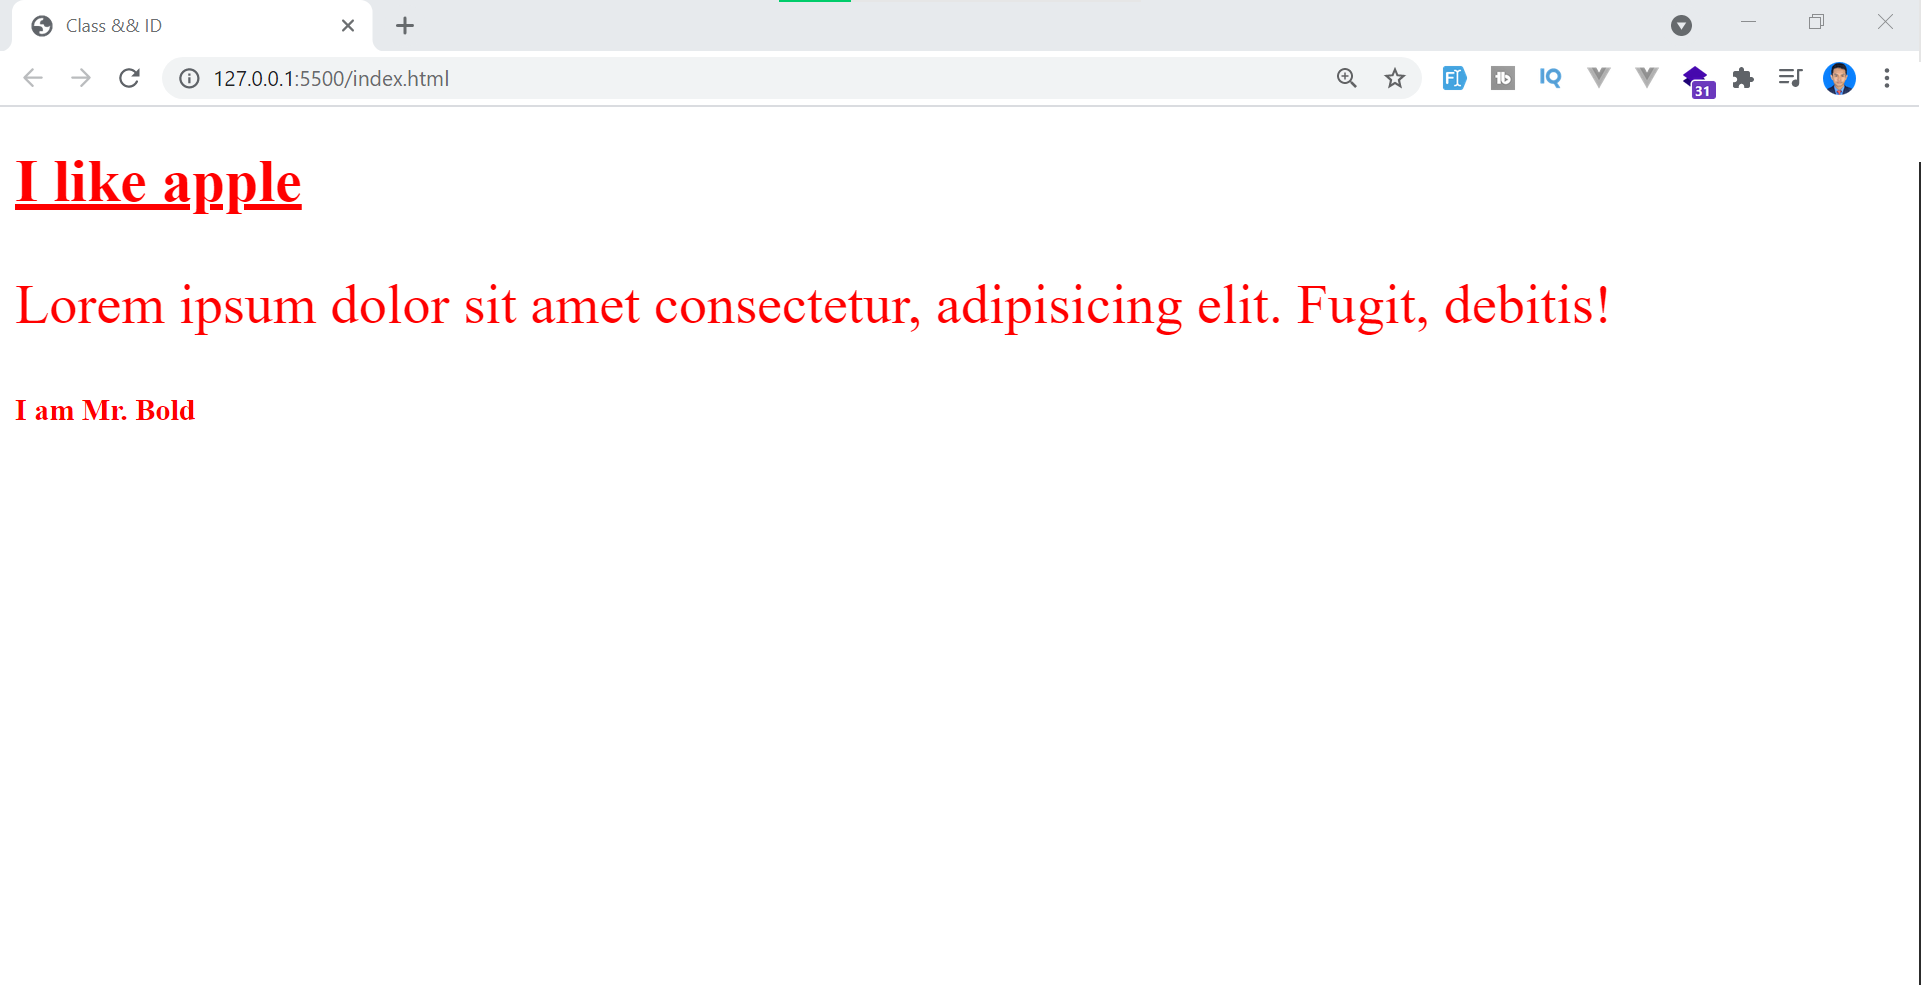 Class && ID
127.0.0.1:5500/index.html
F
tb
IQ
31
I like apple
Lorem ipsum dolor sit amet consectetur, adipisicing elit. Fugit, debitis!
I am Mr. Bold